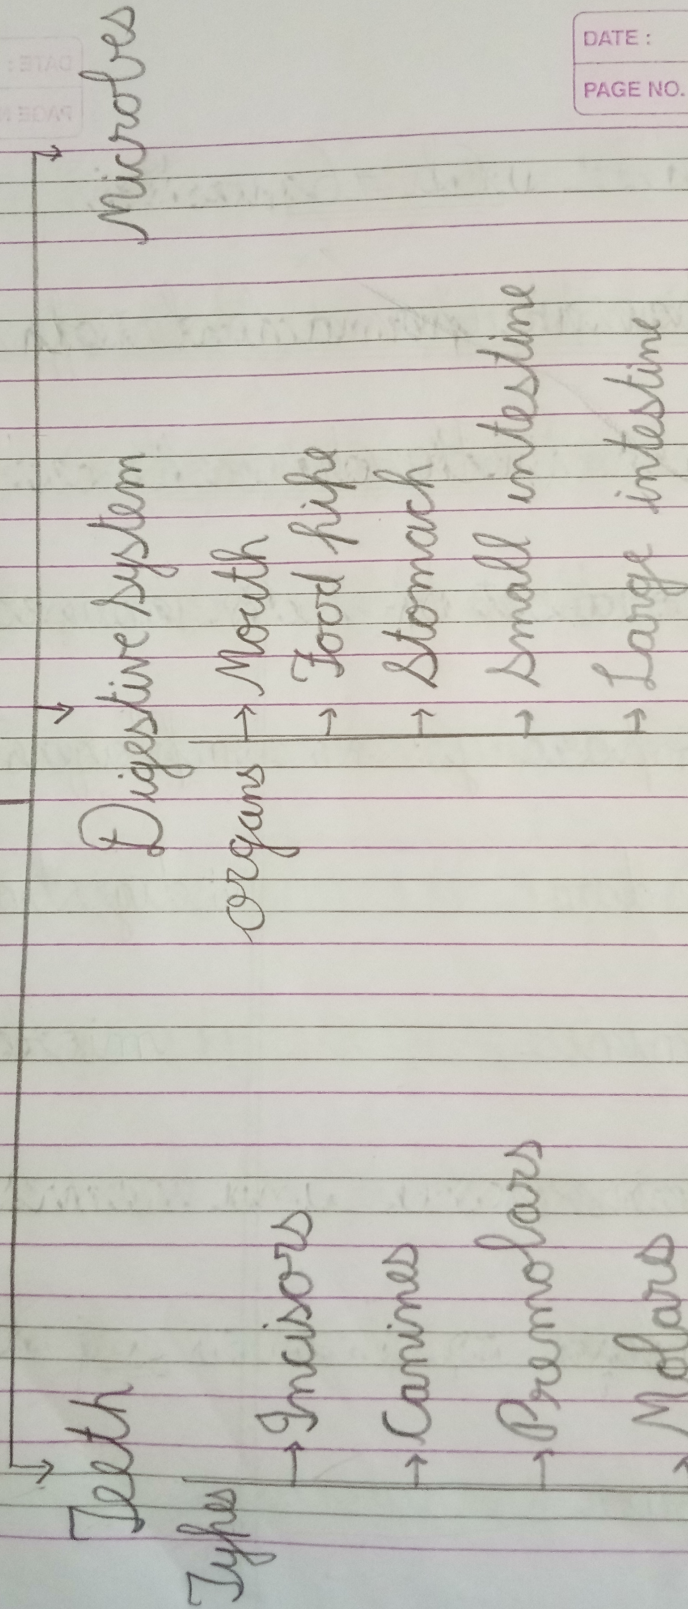 DATE :
PAGE NO.
Teeth
Digestive system
Microbes
Types
Incisors
Canines
Premolars
Molars
organs
Mouth
Food pipe
Stomach
Small intestine
Large intestine